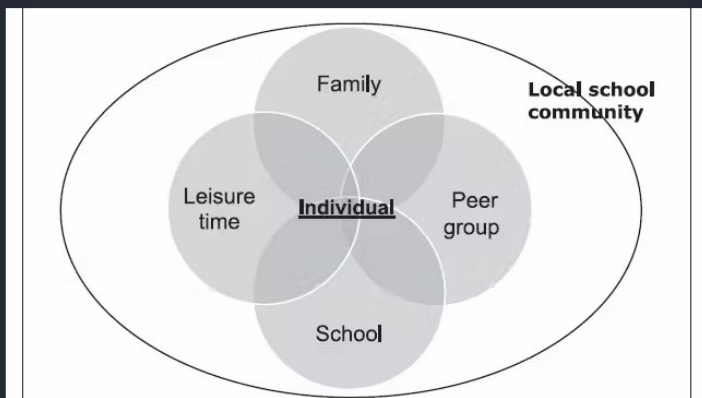 Family
Local school
community
Leisure
time
Individual
Peer
group
School